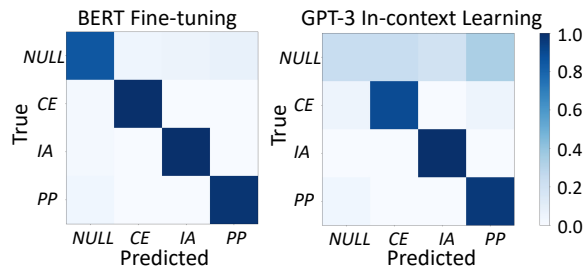 BERT Fine-tuning
GPT-3 In-context Learning
True
NULL
CE
IA
PP
NULL CE IA PP
Predicted
True
NULL
CE
IA
PP
NULL CE IA PP
Predicted
1.0
0.8
0.6
0.4
0.2
0.0